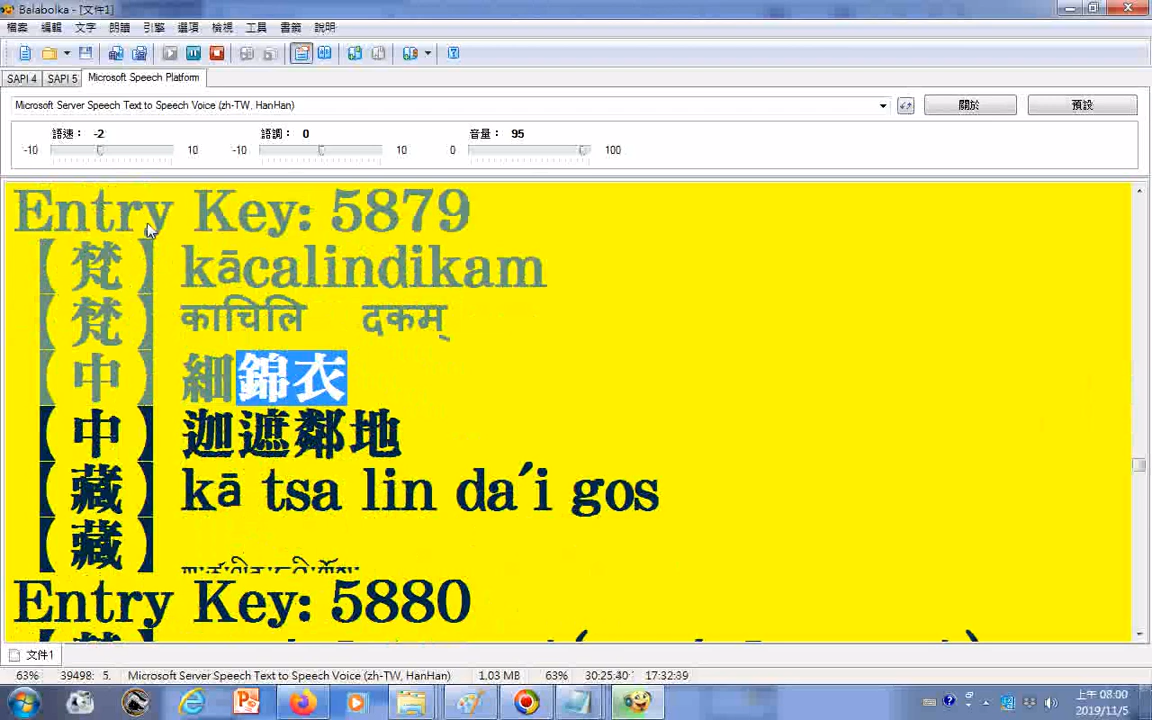 Balabolka - [文件1]
檔案 編輯 文字 朗讀 引擎 選項 檢視 工具 書籤 說明
SAPI 4 SAPI 5 Microsoft Speech Platform
Microsoft Server Speech Text to Speech Voice (zh-TW, HanHan) 關於 預設
語速： -2 語調： 0 音量： 95
-10 10 -10 10 0 100
Entry Key: 5879
【梵】 kācalindikam
【梵】 काचिलि दकम्
【中】 細錦衣
【中】 迦遮鄰地
【藏】 kā tsa lin da´i gos
【藏】
Entry Key: 5880
文件1
63% 39498: 5. Microsoft Server Speech Text to Speech Voice (zh-TW, HanHan) 1.03 MB 63% 30:25:40 17:32:39
上午 08:00
2019/11/5